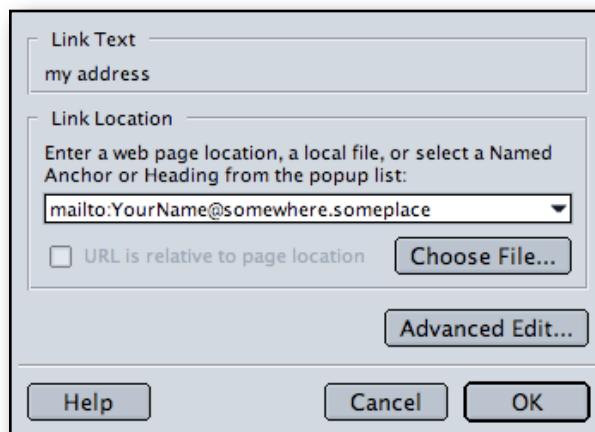 Link Text
my address
Link Location
Enter a web page location, a local file, or select a Named
Anchor or Heading from the popup list:
mailto:YourName@somewhere.someplace
URL is relative to page location
Choose File...
Advanced Edit...
Help
Cancel
OK